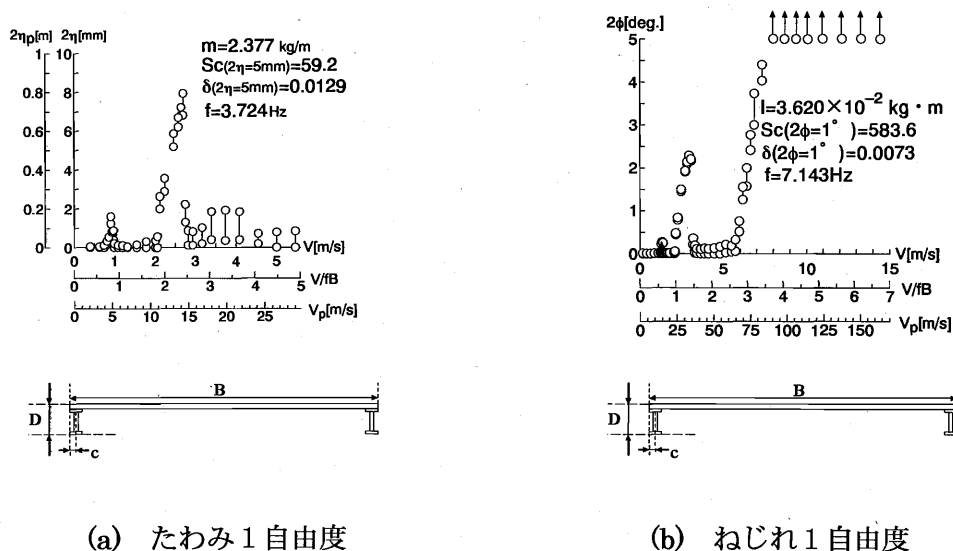 2ηp[m] 2η[mm]
m=2.377 kg/m
Sc(2η=5mm)=59.2
δ(2η=5mm)=0.0129
f=3.724Hz
1 10
0.8 8
0.6 6
0.4 4
0.2 2
0 0
0 1 2 3 4 5 V[m/s]
0 1 2 3 4 5 V/fB
0 5 10 15 20 25 Vp[m/s]
B
D
c
(a) たわみ1自由度
2φ[deg.]
5
4
3
2
1
0
I=3.620×10⁻² kg・m
Sc(2φ=1°)=583.6
δ(2φ=1°)=0.0073
f=7.143Hz
0 5 10 15 V[m/s]
0 1 2 3 4 5 6 7 V/fB
0 25 50 75 100 125 150 Vp[m/s]
B
D
c
(b) ねじれ1自由度